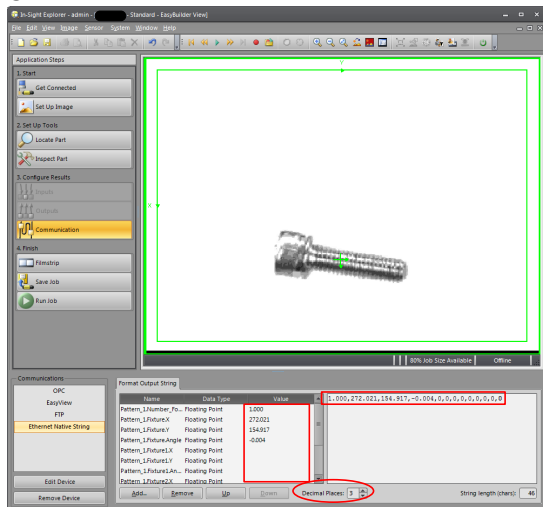 In-Sight Explorer - admin - - Standard - EasyBuilder View]
File Edit View Image Sensor System Window Help
Application Steps
1. Start
Get Connected
Set Up Image
2. Set Up Tools
Locate Part
Inspect Part
3. Configure Results
Inputs
Outputs
Communication
4. Finish
Filmstrip
Save Job
Run Job
Y
X
80% Job Size Available Offline
Communications
OPC
EasyView
FTP
Ethernet Native String
Edit Device
Remove Device
Format Output String
Name Data Type Value
Pattern_1.Number_Fo... Floating Point 1.000
Pattern_1.Fixture.X Floating Point 272.021
Pattern_1.Fixture.Y Floating Point 154.917
Pattern_1.Fixture.Angle Floating Point -0.004
Pattern_1.Fixture1.X Floating Point
Pattern_1.Fixture1.Y Floating Point
Pattern_1.Fixture1.An... Floating Point
Pattern_1.Fixture2.X Floating Point
1.000,272.021,154.917,-0.004,0,0,0,0,0,0,0,0,0
Add... Remove Up Down Decimal Places: 3 String length (chars): 46